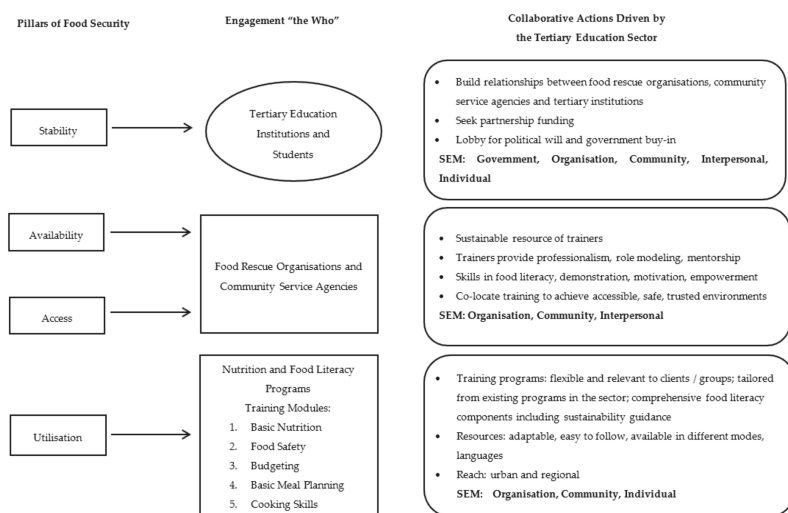 Pillars of Food Security
Engagement “the Who”
Collaborative Actions Driven by
the Tertiary Education Sector
Stability
Tertiary Education
Institutions and
Students
• Build relationships between food rescue organisations, community
service agencies and tertiary institutions
• Seek partnership funding
• Lobby for political will and government buy-in
SEM: Government, Organisation, Community, Interpersonal,
Individual
Availability
Access
Food Rescue Organisations and
Community Service Agencies
• Sustainable resource of trainers
• Trainers provide professionalism, role modeling, mentorship
• Skills in food literacy, demonstration, motivation, empowerment
• Co-locate training to achieve accessible, safe, trusted environments
SEM: Organisation, Community, Interpersonal
Utilisation
Nutrition and Food Literacy
Programs
Training Modules:
1. Basic Nutrition
2. Food Safety
3. Budgeting
4. Basic Meal Planning
5. Cooking Skills
• Training programs: flexible and relevant to clients / groups; tailored
from existing programs in the sector; comprehensive food literacy
components including sustainability guidance
• Resources: adaptable, easy to follow, available in different modes,
languages
• Reach: urban and regional
SEM: Organisation, Community, Individual